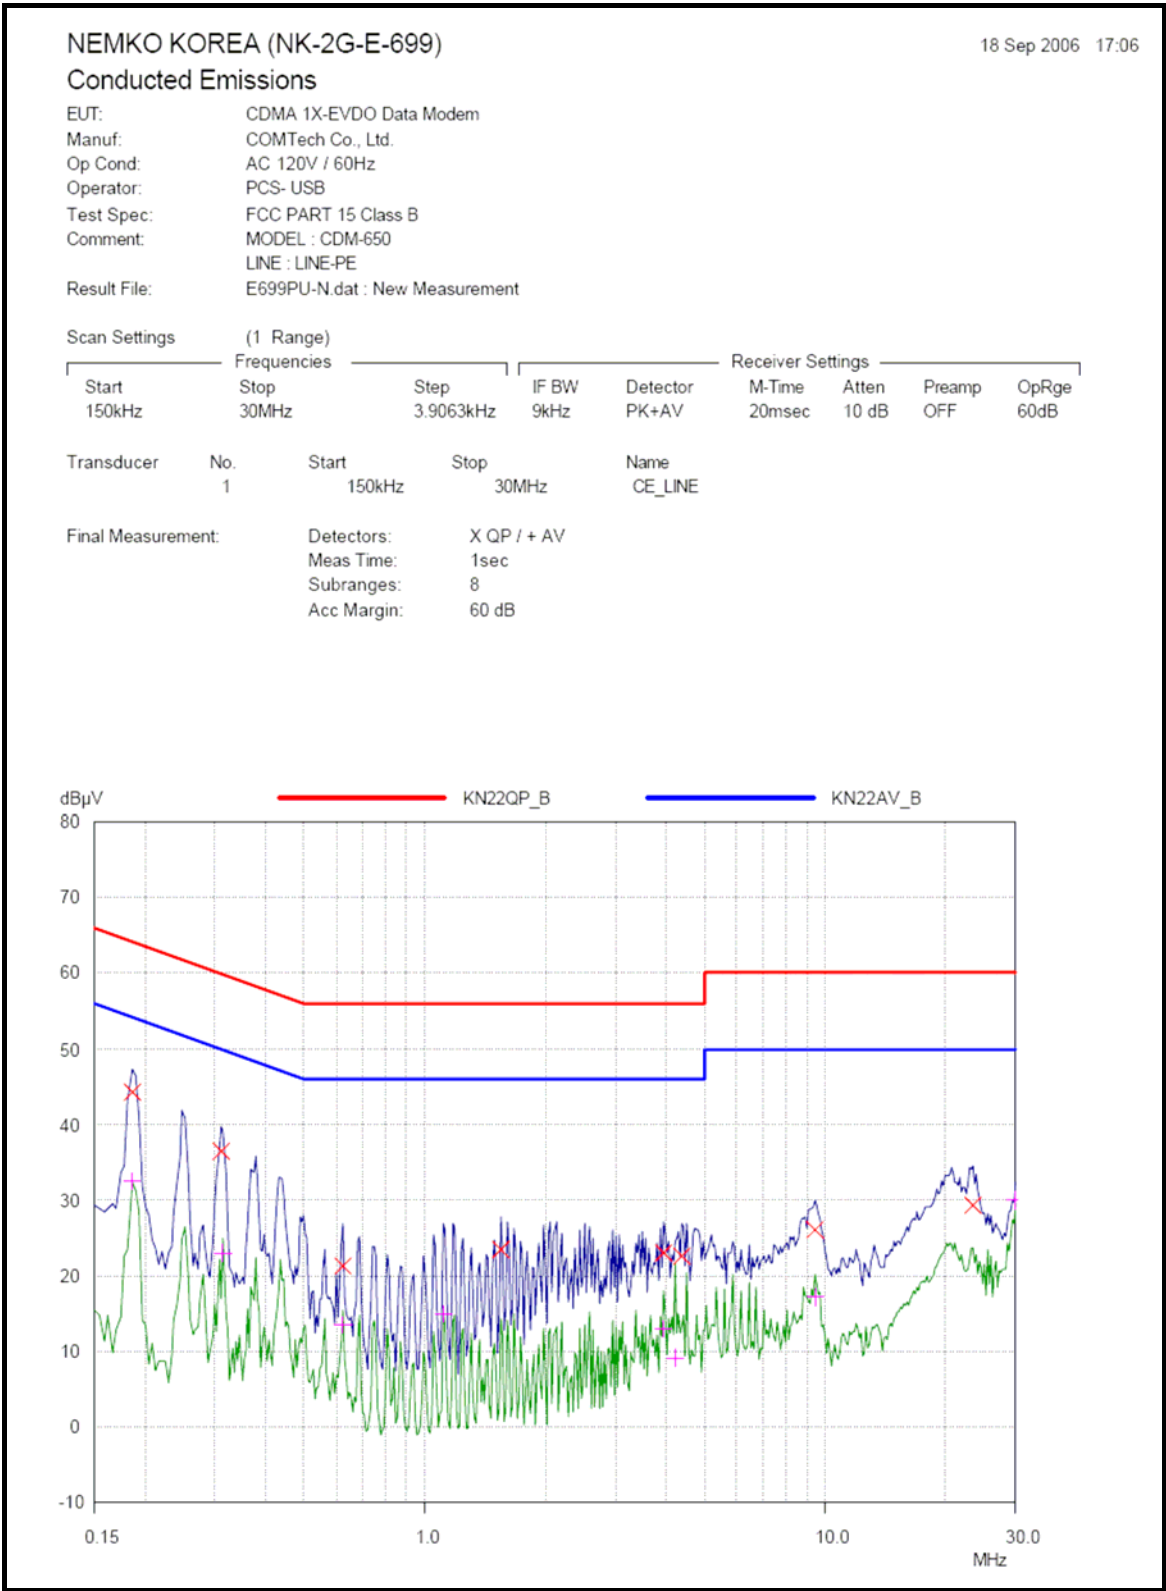 NEMKO KOREA (NK-2G-E-699) 18 Sep 2006 17:06
Conducted Emissions
EUT: CDMA 1X-EVDO Data Modem
Manuf: COMTech Co., Ltd.
Op Cond: AC 120V / 60Hz
Operator: PCS- USB
Test Spec: FCC PART 15 Class B
Comment: MODEL : CDM-650
LINE : LINE-PE
Result File: E699PU-N.dat : New Measurement
Scan Settings (1 Range)
Frequencies Receiver Settings
Start Stop Step IF BW Detector M-Time Atten Preamp OpRge
150kHz 30MHz 3.9063kHz 9kHz PK+AV 20msec 10 dB OFF 60dB
Transducer No. Start Stop Name
1 150kHz 30MHz CE_LINE
Final Measurement: Detectors: X QP / + AV
Meas Time: 1sec
Subranges: 8
Acc Margin: 60 dB
dBµV KN22QP_B KN22AV_B
80
70
60
50
40
30
20
10
0
-10
0.15 1.0 10.0 30.0
MHz